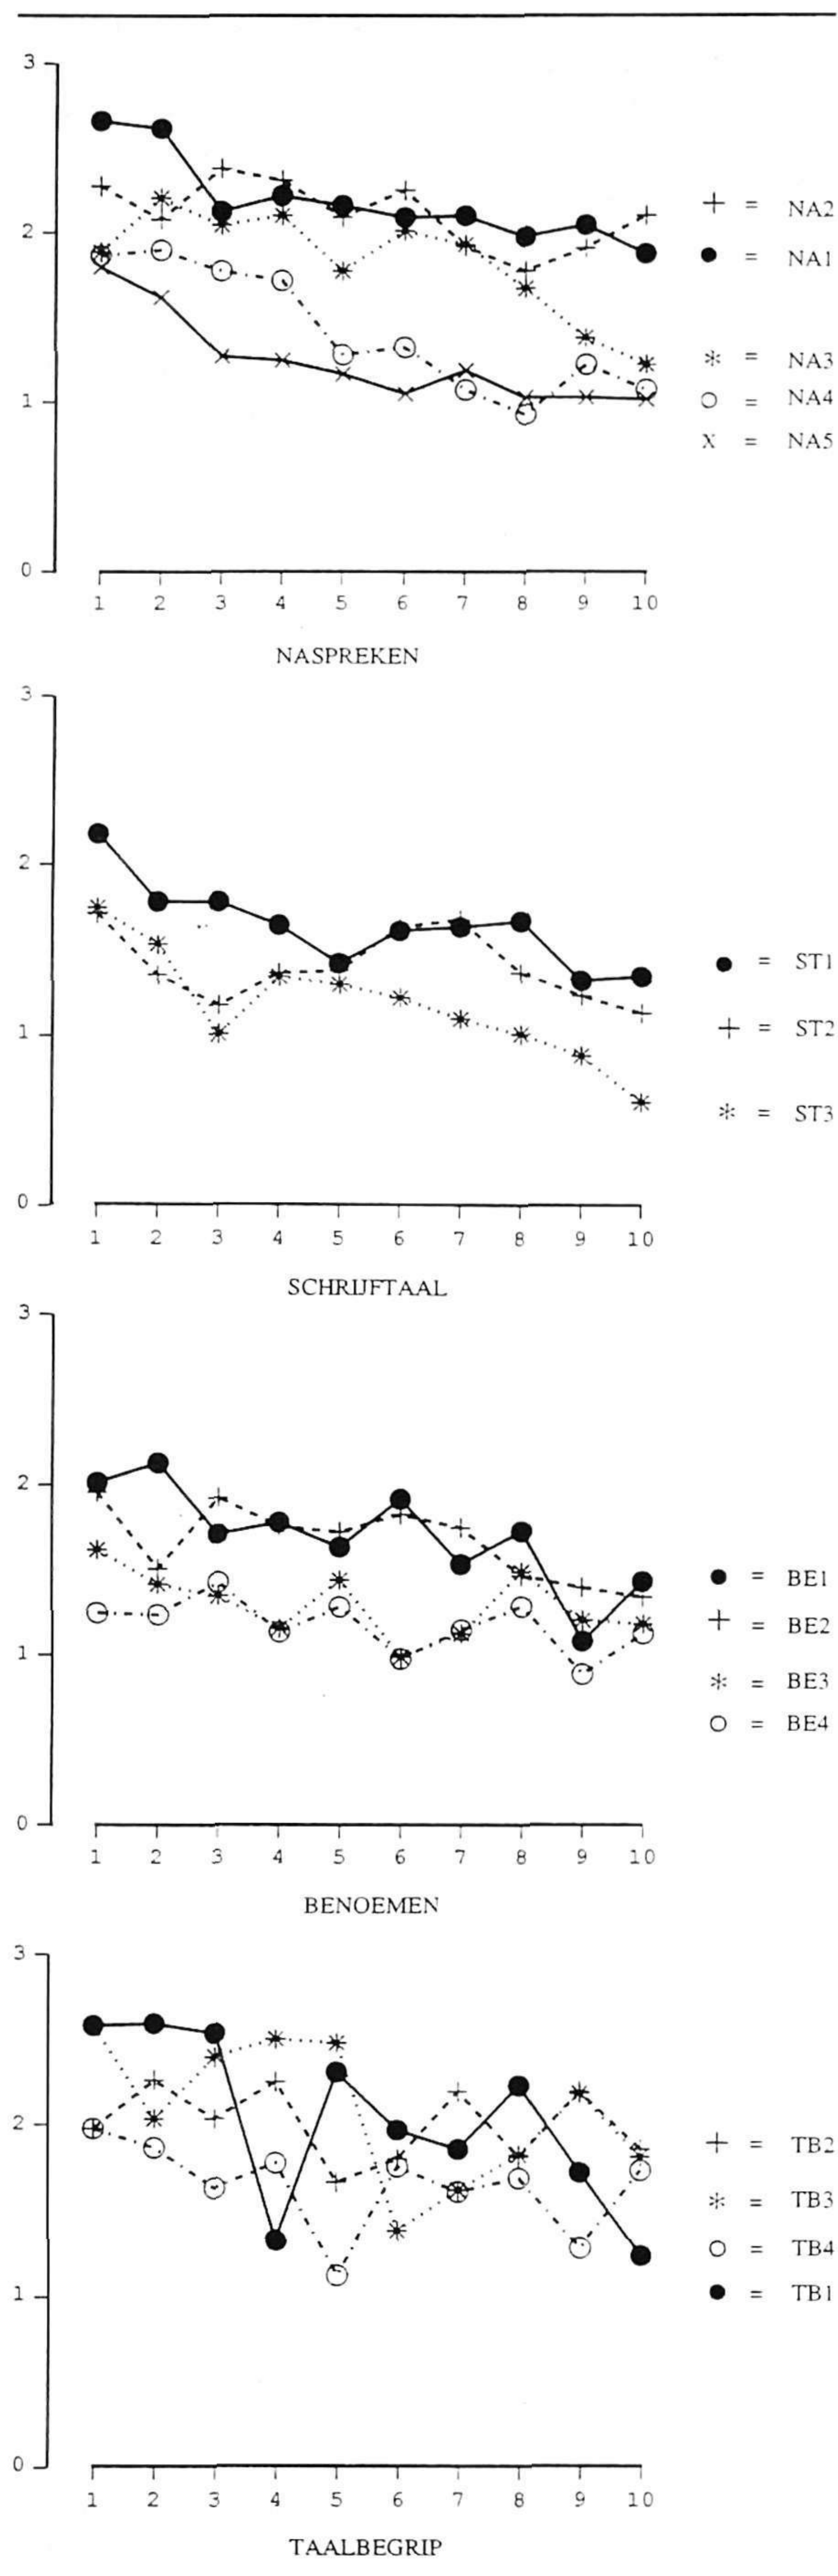 3
2
1
0
1 2 3 4 5 6 7 8 9 10
+ = NA2
● = NA1
* = NA3
○ = NA4
x = NA5
NASPREKEN
3
2
1
0
1 2 3 4 5 6 7 8 9 10
● = ST1
+ = ST2
* = ST3
SCHRIJFTAAL
3
2
1
0
1 2 3 4 5 6 7 8 9 10
● = BE1
+ = BE2
* = BE3
○ = BE4
BENOEMEN
3
2
1
0
1 2 3 4 5 6 7 8 9 10
+ = TB2
* = TB3
○ = TB4
● = TB1
TAALBEGRIP